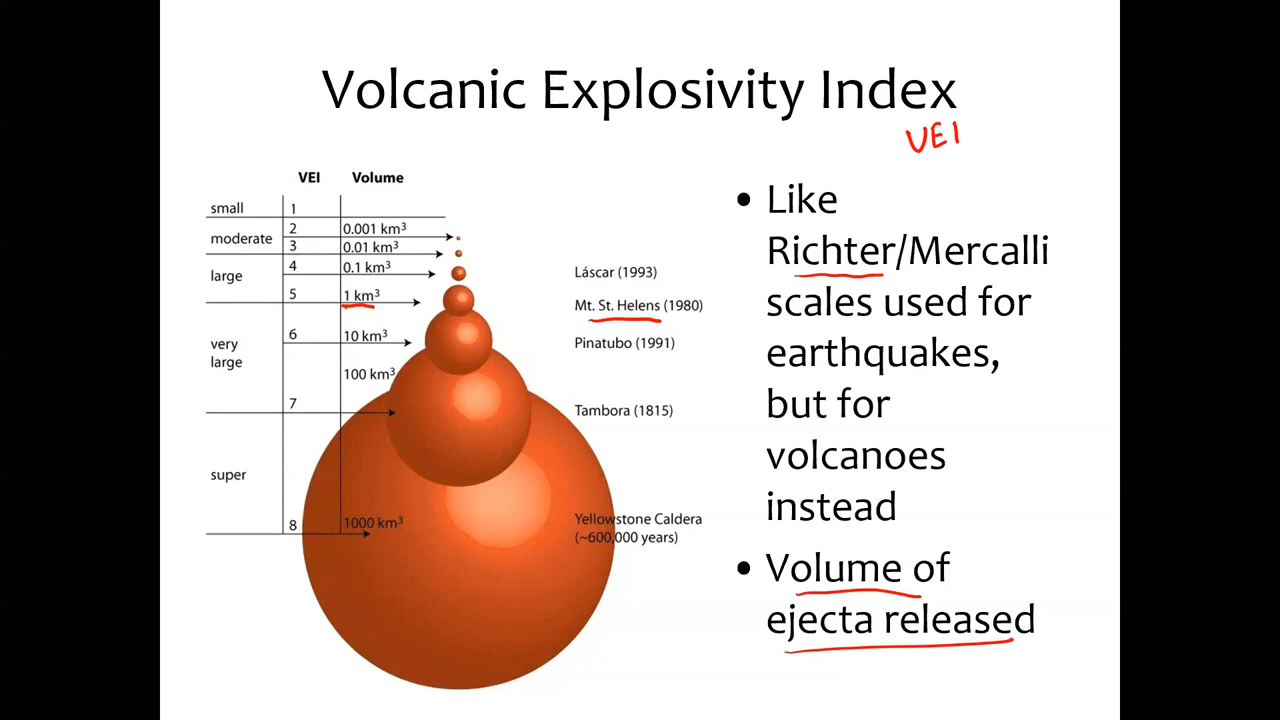 Volcanic Explosivity Index
VEI
VEI Volume
small 1
2 0.001 km³
moderate
3 0.01 km³
4 0.1 km³ Láscar (1993)
large
5 1 km³ Mt. St. Helens (1980)
6 10 km³ Pinatubo (1991)
very
large
100 km³
7 Tambora (1815)
super
8 1000 km³ Yellowstone Caldera
(~600,000 years)
• Like
Richter/Mercalli
scales used for
earthquakes,
but for
volcanoes
instead
• Volume of
ejecta released